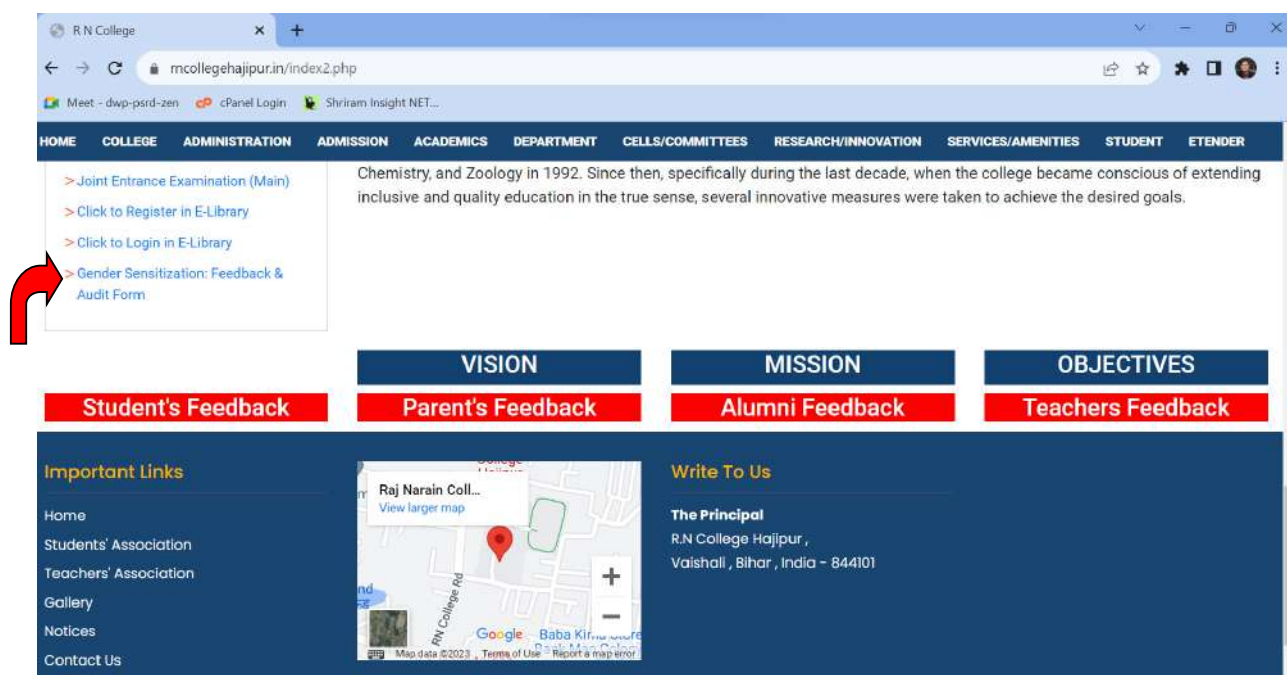 R N College
rncollegehajipur.in/index2.php
Meet - dwp-psrd-zen cPanel Login Shriram Insight NET...
HOME COLLEGE ADMINISTRATION ADMISSION ACADEMICS DEPARTMENT CELLS/COMMITTEES RESEARCH/INNOVATION SERVICES/AMENITIES STUDENT ETENDER
>Joint Entrance Examination (Main)
>Click to Register in E-Library
>Click to Login in E-Library
>Gender Sensitization: Feedback &
Audit Form
Chemistry, and Zoology in 1992. Since then, specifically during the last decade, when the college became conscious of extending
inclusive and quality education in the true sense, several innovative measures were taken to achieve the desired goals.
VISION MISSION OBJECTIVES
Student's Feedback Parent's Feedback Alumni Feedback Teachers Feedback
Important Links
Home
Students' Association
Teachers' Association
Gallery
Notices
Contact Us
College
Raj Narain Coll...
View larger map
RN College Rd
Google
Baba Kirna Store
Map data ©2023 Terms of Use Report a map error
Write To Us
The Principal
R.N College Hajipur ,
Vaishali , Bihar , India - 844101